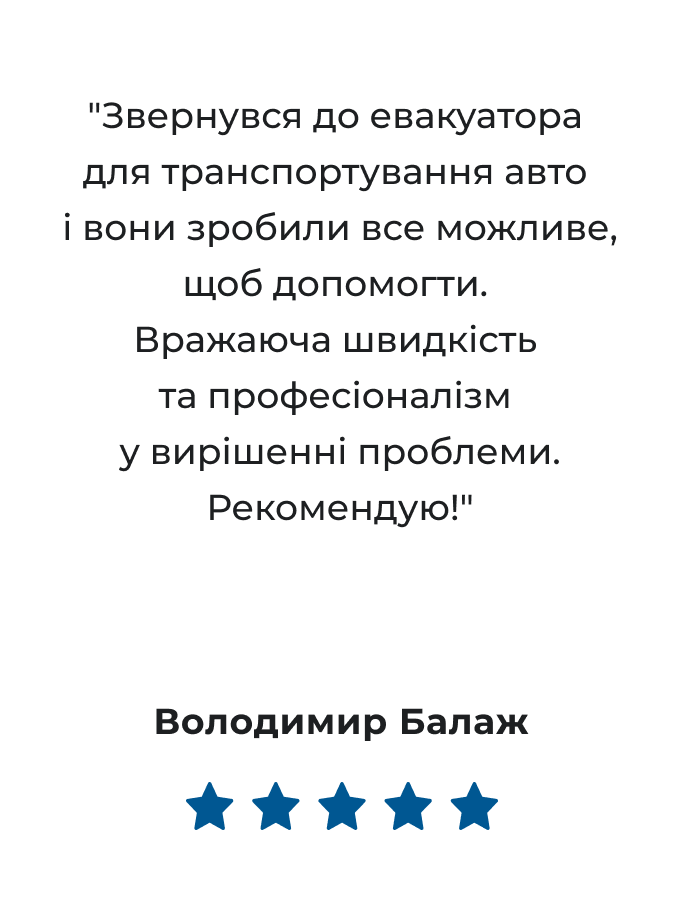 "Звернувся до евакуатора
для транспортування авто
і вони зробили все можливе,
щоб допомогти.
Вражаюча швидкість
та професіоналізм
у вирішенні проблеми.
Рекомендую!"
Володимир Балаж